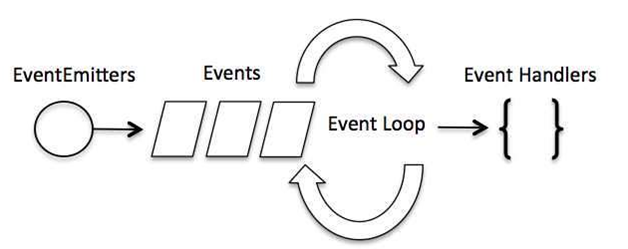 EventEmitters
Events
Event Handlers
Event Loop
{ }